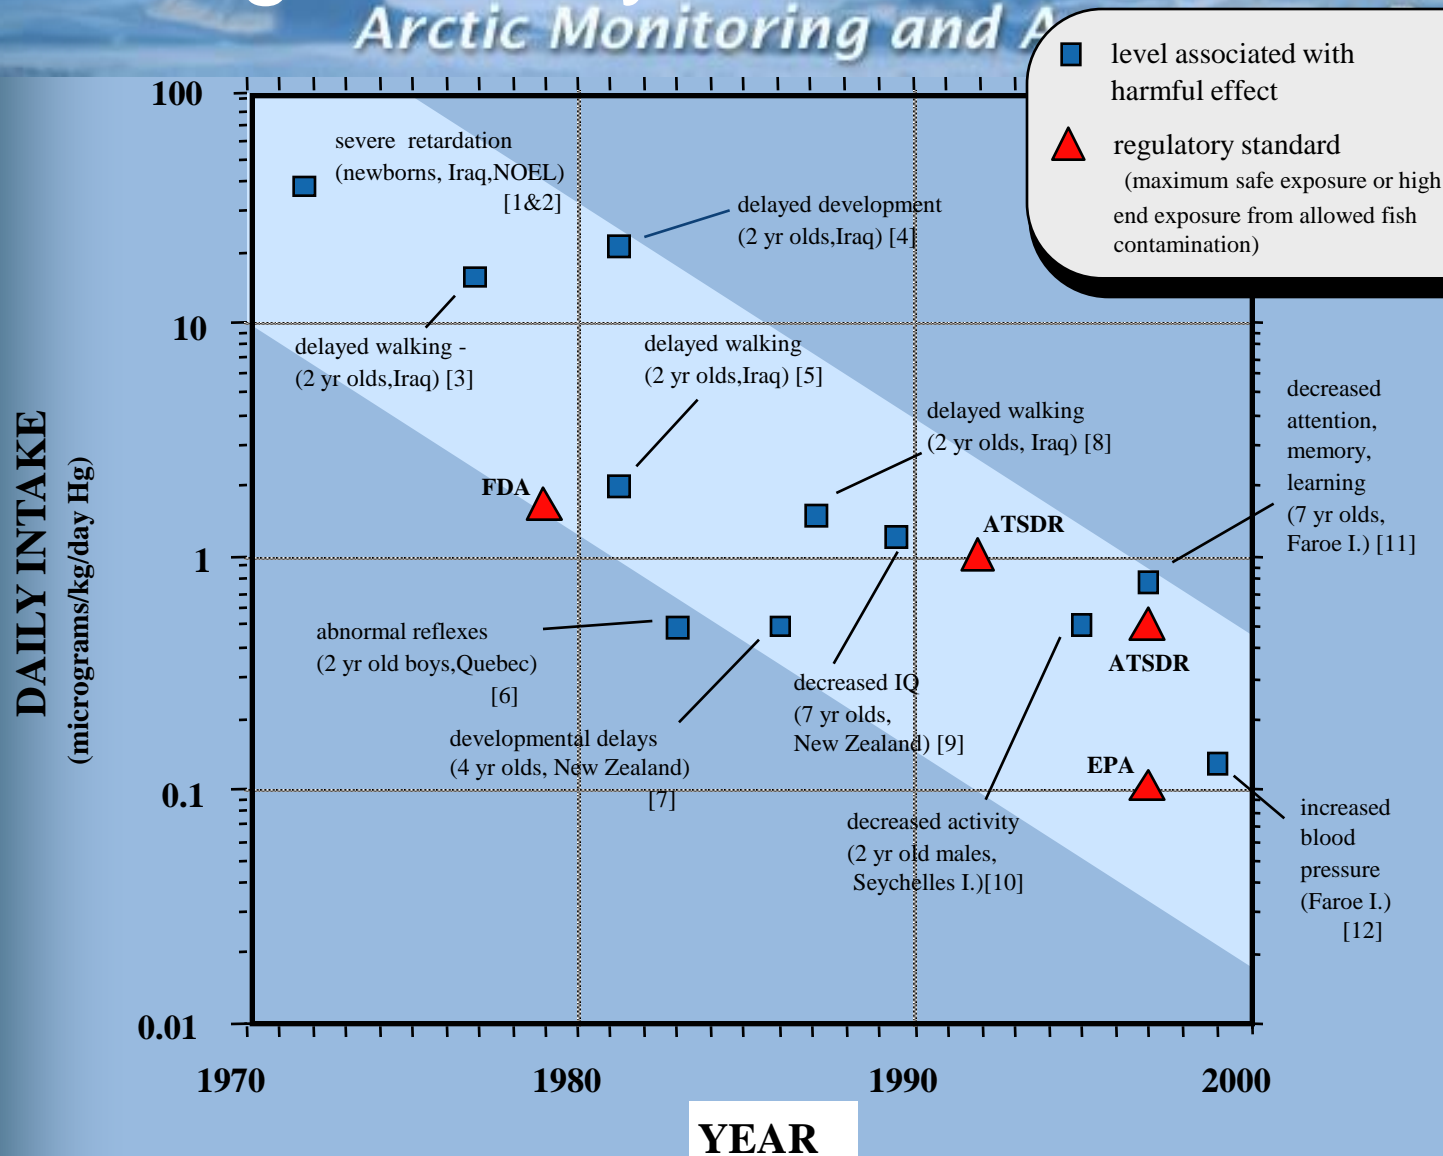 Arctic Monitoring and A
level associated with
harmful effect
regulatory standard
(maximum safe exposure or high
end exposure from allowed fish
contamination)
100
10
1
0.1
0.01
DAILY INTAKE
(micrograms/kg/day Hg)
severe retardation
(newborns, Iraq,NOEL)
[1&2]
delayed development
(2 yr olds,Iraq) [4]
delayed walking -
(2 yr olds,Iraq) [3]
delayed walking
(2 yr olds,Iraq) [5]
delayed walking
(2 yr olds, Iraq) [8]
decreased
attention,
memory,
learning
(7 yr olds,
Faroe I.) [11]
FDA
ATSDR
abnormal reflexes
(2 yr old boys,Quebec)
[6]
ATSDR
decreased IQ
(7 yr olds,
New Zealand) [9]
developmental delays
(4 yr olds, New Zealand)
[7]
EPA
decreased activity
(2 yr old males,
Seychelles I.)[10]
increased
blood
pressure
(Faroe I.)
[12]
1970
1980
1990
2000
YEAR